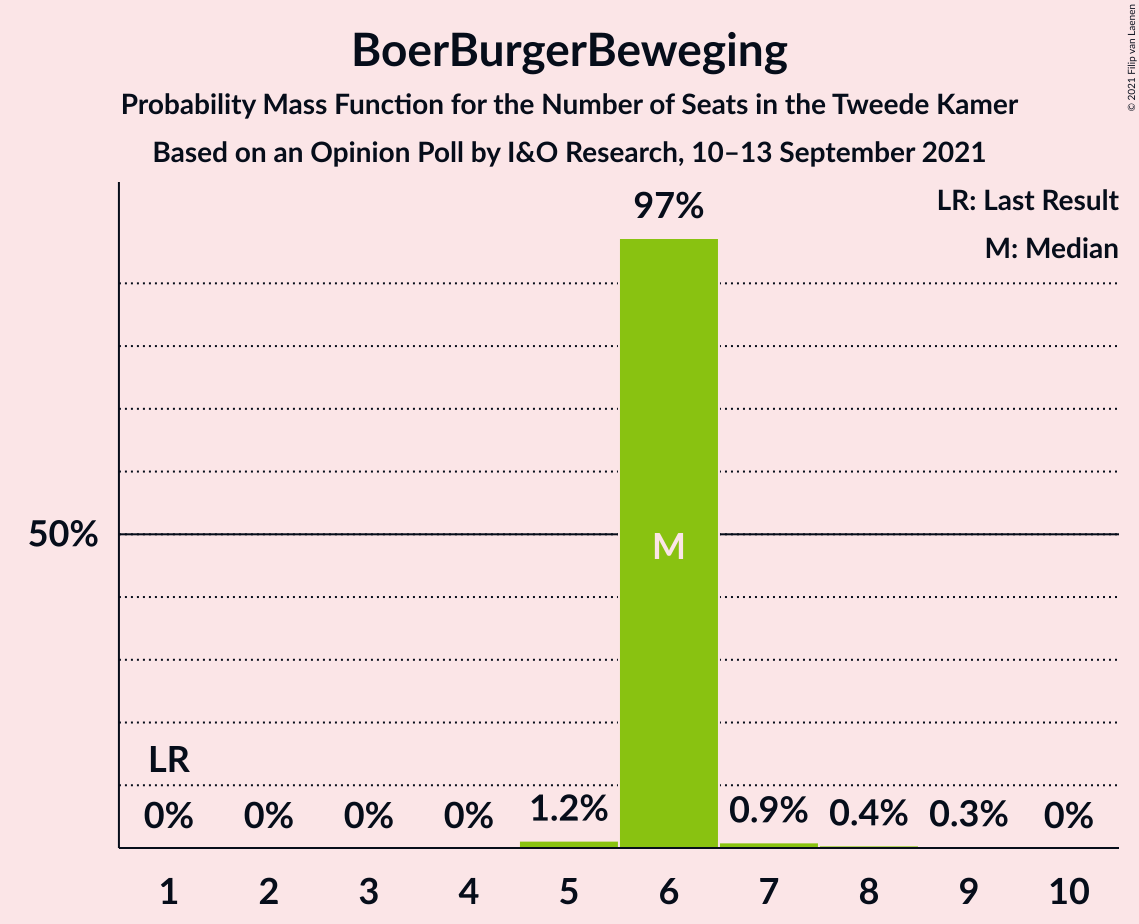 BoerBurgerBeweging
Probability Mass Function for the Number of Seats in the Tweede Kamer
Based on an Opinion Poll by I&O Research, 10–13 September 2021
© 2021 Filip van Laenen
LR: Last Result
M: Median
97%
50%
M
LR
0% 0% 0% 0% 1.2% 0.9% 0.4% 0.3% 0%
1 2 3 4 5 6 7 8 9 10